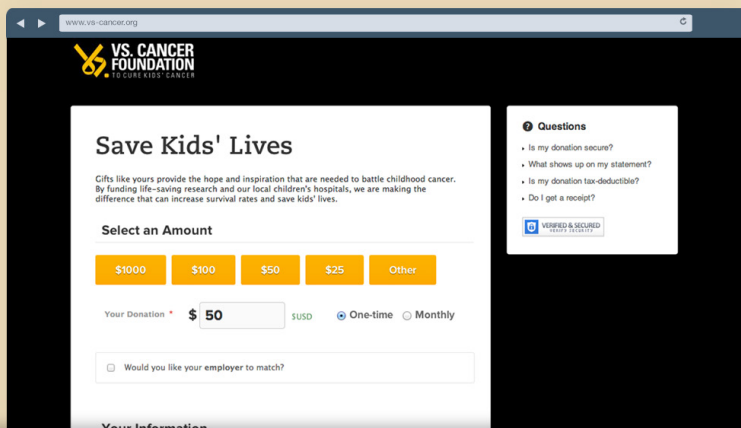 www.vs-cancer.org
VS. CANCER
FOUNDATION
TO CURE KIDS' CANCER
Save Kids' Lives
Gifts like yours provide the hope and inspiration that are needed to battle childhood cancer.
By funding life-saving research and our local children's hospitals, we are making the
difference that can increase survival rates and save kids' lives.
Select an Amount
$1000 $100 $50 $25 Other
Your Donation * $ 50 $USD One-time Monthly
Would you like your employer to match?
Your Information
Questions
Is my donation secure?
What shows up on my statement?
Is my donation tax-deductible?
Do I get a receipt?
VERIFIED & SECURED
VERIFY SECURITY